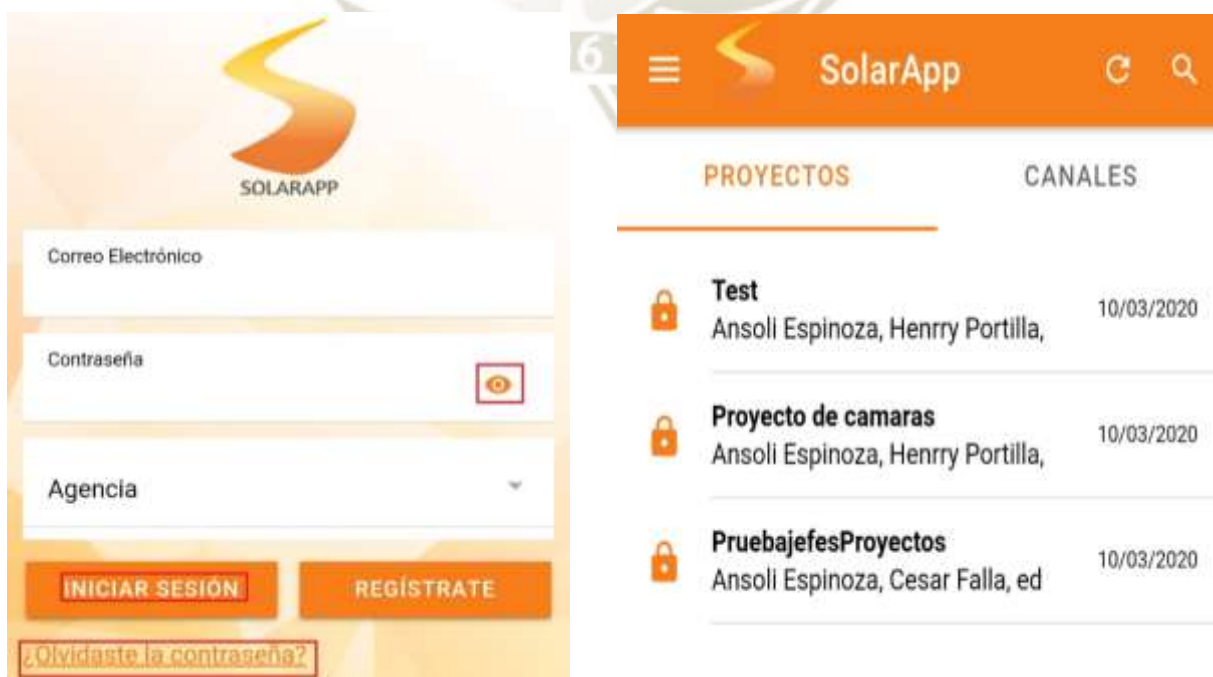 SOLARAPP
Correo Electrónico
Contraseña
Agencia
INICIAR SESIÓN
REGÍSTRATE
¿Olvidaste la contraseña?
SolarApp
PROYECTOS
CANALES
Test
Ansoli Espinoza, Henrry Portilla,
10/03/2020
Proyecto de camaras
Ansoli Espinoza, Henrry Portilla,
10/03/2020
PruebajefesProyectos
Ansoli Espinoza, Cesar Falla, ed
10/03/2020